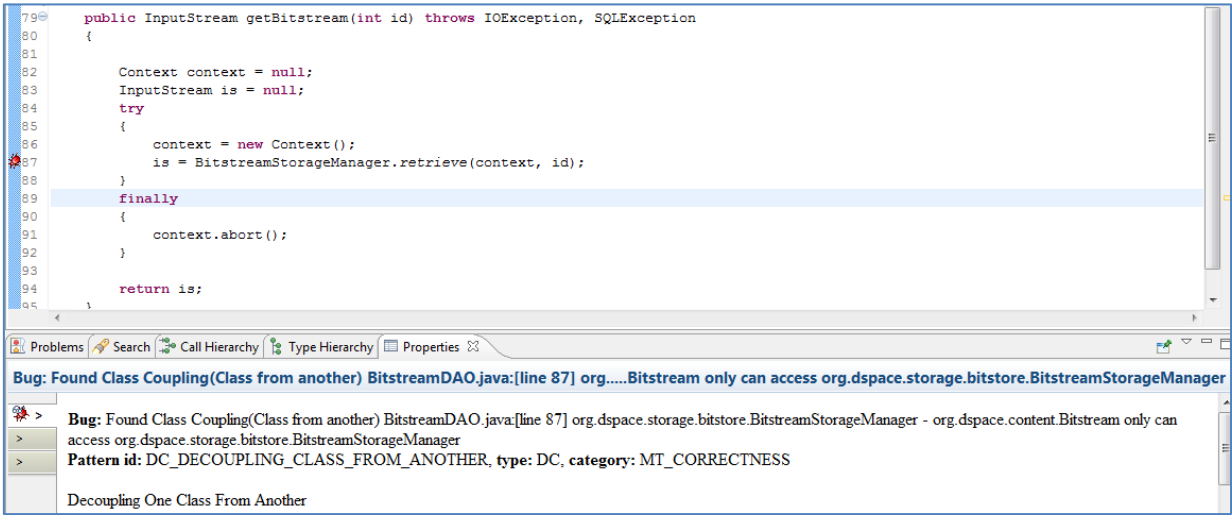 79 public InputStream getBitstream(int id) throws IOException, SQLException
80 {
81
82 Context context = null;
83 InputStream is = null;
84 try
85 {
86 context = new Context();
87 is = BitstreamStorageManager.retrieve(context, id);
88 }
89 finally
90 {
91 context.abort();
92 }
93
94 return is;
95 }
Problems Search Call Hierarchy Type Hierarchy Properties
Bug: Found Class Coupling(Class from another) BitstreamDAO.java:[line 87] org.....Bitstream only can access org.dspace.storage.bitstore.BitstreamStorageManager
Bug: Found Class Coupling(Class from another) BitstreamDAO.java:[line 87] org.dspace.storage.bitstore.BitstreamStorageManager - org.dspace.content.Bitstream only can
access org.dspace.storage.bitstore.BitstreamStorageManager
Pattern id: DC_DECOUPLING_CLASS_FROM_ANOTHER, type: DC, category: MT_CORRECTNESS
Decoupling One Class From Another